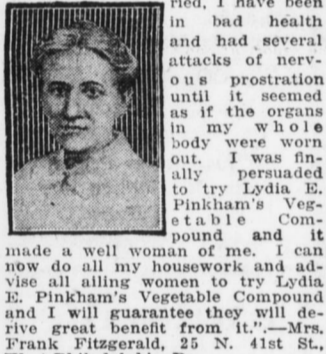 ried, I have been
in bad health
and had several
attacks of nerv-
ous prostration
until it seemed
as if the organs
in my whole
body were worn
out. I was fin-
ally persuaded
to try Lydia E.
Pinkham's Veg-
etable Com-
pound and it
made a well woman of me. I can
now do all my housework and ad-
vise all ailing women to try Lydia
E. Pinkham's Vegetable Compound
and I will guarantee they will de-
rive great benefit from it."—Mrs.
Frank Fitzgerald, 25 N. 41st St.,